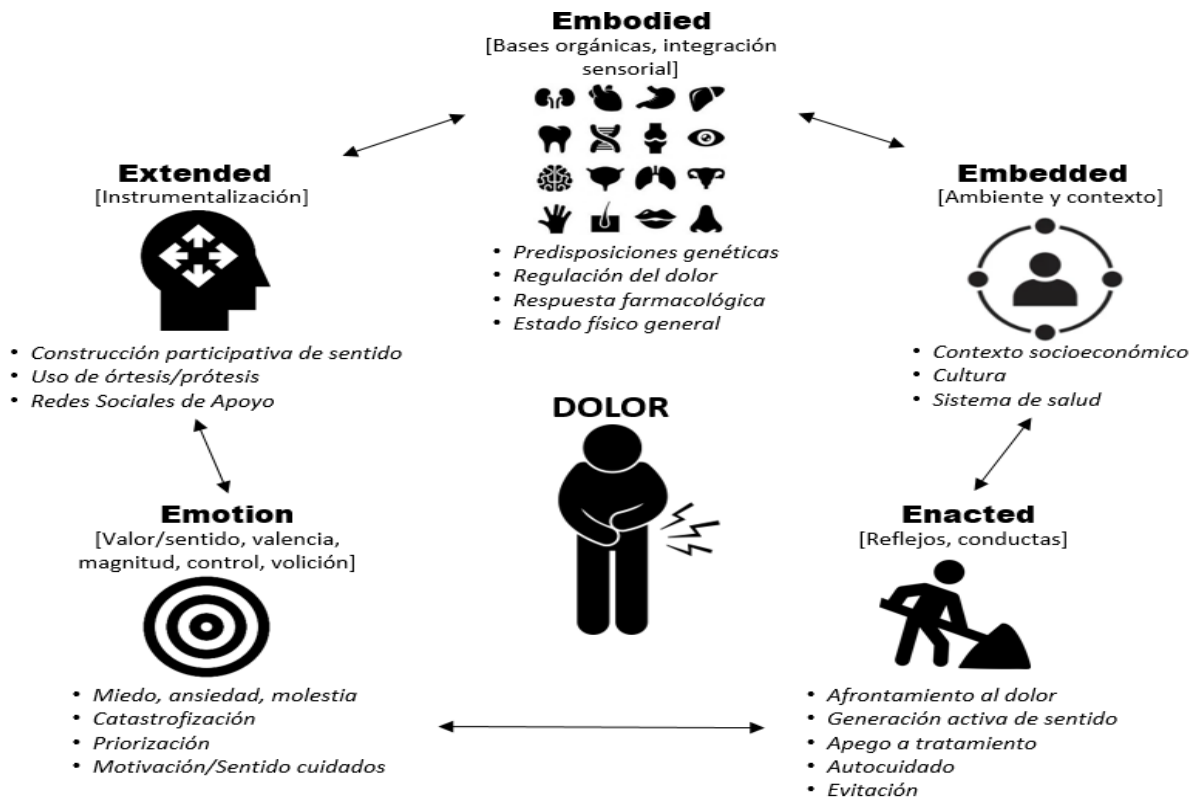 Embodied
[Bases orgánicas, integración
sensorial]
• Predisposiciones genéticas
• Regulación del dolor
• Respuesta farmacológica
• Estado físico general
Extended
[Instrumentalización]
• Construcción participativa de sentido
• Uso de órtesis/prótesis
• Redes Sociales de Apoyo
Embedded
[Ambiente y contexto]
• Contexto socioeconómico
• Cultura
• Sistema de salud
DOLOR
Emotion
[Valor/sentido, valencia,
magnitud, control, volición]
• Miedo, ansiedad, molestia
• Catastrofización
• Priorización
• Motivación/Sentido cuidados
Enacted
[Reflejos, conductas]
• Afrontamiento al dolor
• Generación activa de sentido
• Apego a tratamiento
• Autocuidado
• Evitación